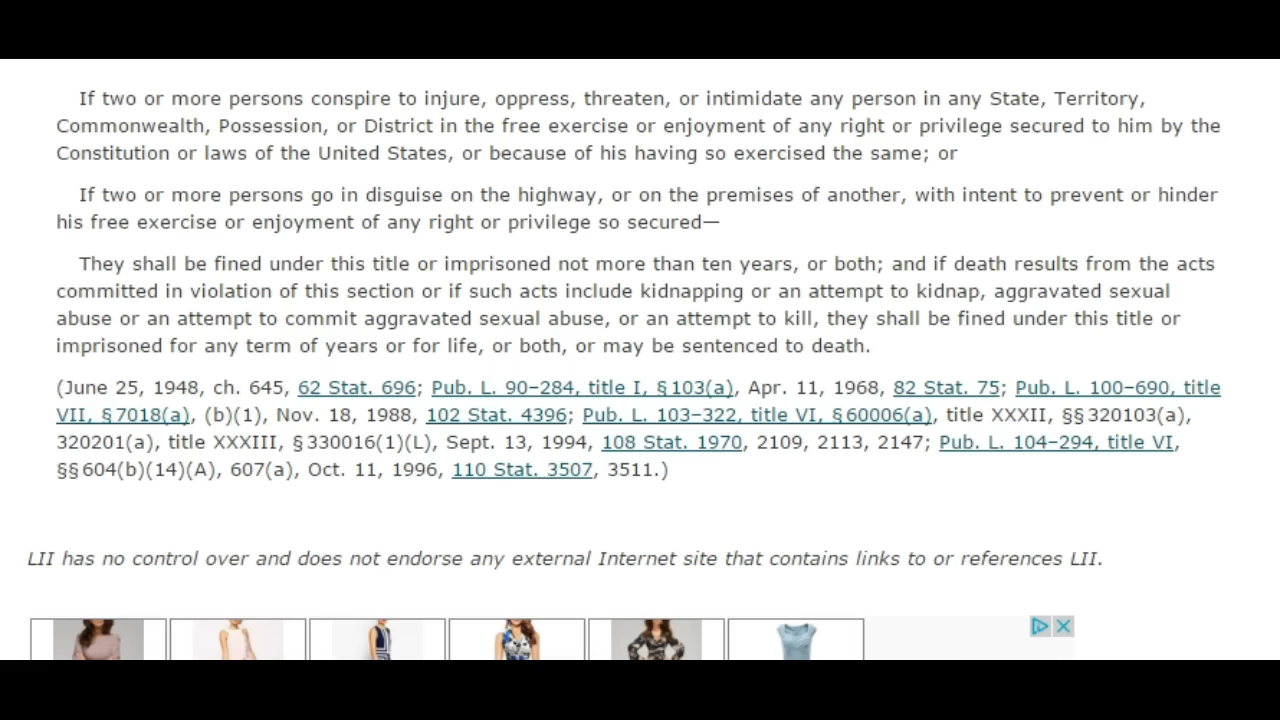 If two or more persons conspire to injure, oppress, threaten, or intimidate any person in any State, Territory,
Commonwealth, Possession, or District in the free exercise or enjoyment of any right or privilege secured to him by the
Constitution or laws of the United States, or because of his having so exercised the same; or
If two or more persons go in disguise on the highway, or on the premises of another, with intent to prevent or hinder
his free exercise or enjoyment of any right or privilege so secured—
They shall be fined under this title or imprisoned not more than ten years, or both; and if death results from the acts
committed in violation of this section or if such acts include kidnapping or an attempt to kidnap, aggravated sexual
abuse or an attempt to commit aggravated sexual abuse, or an attempt to kill, they shall be fined under this title or
imprisoned for any term of years or for life, or both, or may be sentenced to death.
(June 25, 1948, ch. 645, 62 Stat. 696; Pub. L. 90–284, title I, § 103(a), Apr. 11, 1968, 82 Stat. 75; Pub. L. 100–690, title
VII, § 7018(a), (b)(1), Nov. 18, 1988, 102 Stat. 4396; Pub. L. 103–322, title VI, § 60006(a), title XXXII, §§ 320103(a),
320201(a), title XXXIII, § 330016(1)(L), Sept. 13, 1994, 108 Stat. 1970, 2109, 2113, 2147; Pub. L. 104–294, title VI,
§§ 604(b)(14)(A), 607(a), Oct. 11, 1996, 110 Stat. 3507, 3511.)
LII has no control over and does not endorse any external Internet site that contains links to or references LII.